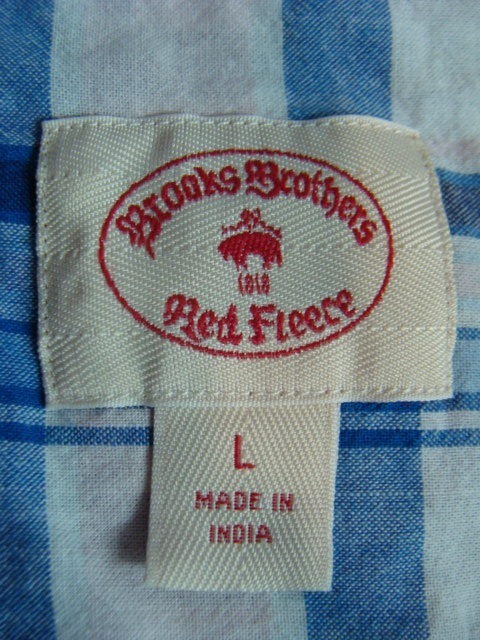 Brooks Brothers
1818
Red Fleece
L
MADE IN
INDIA